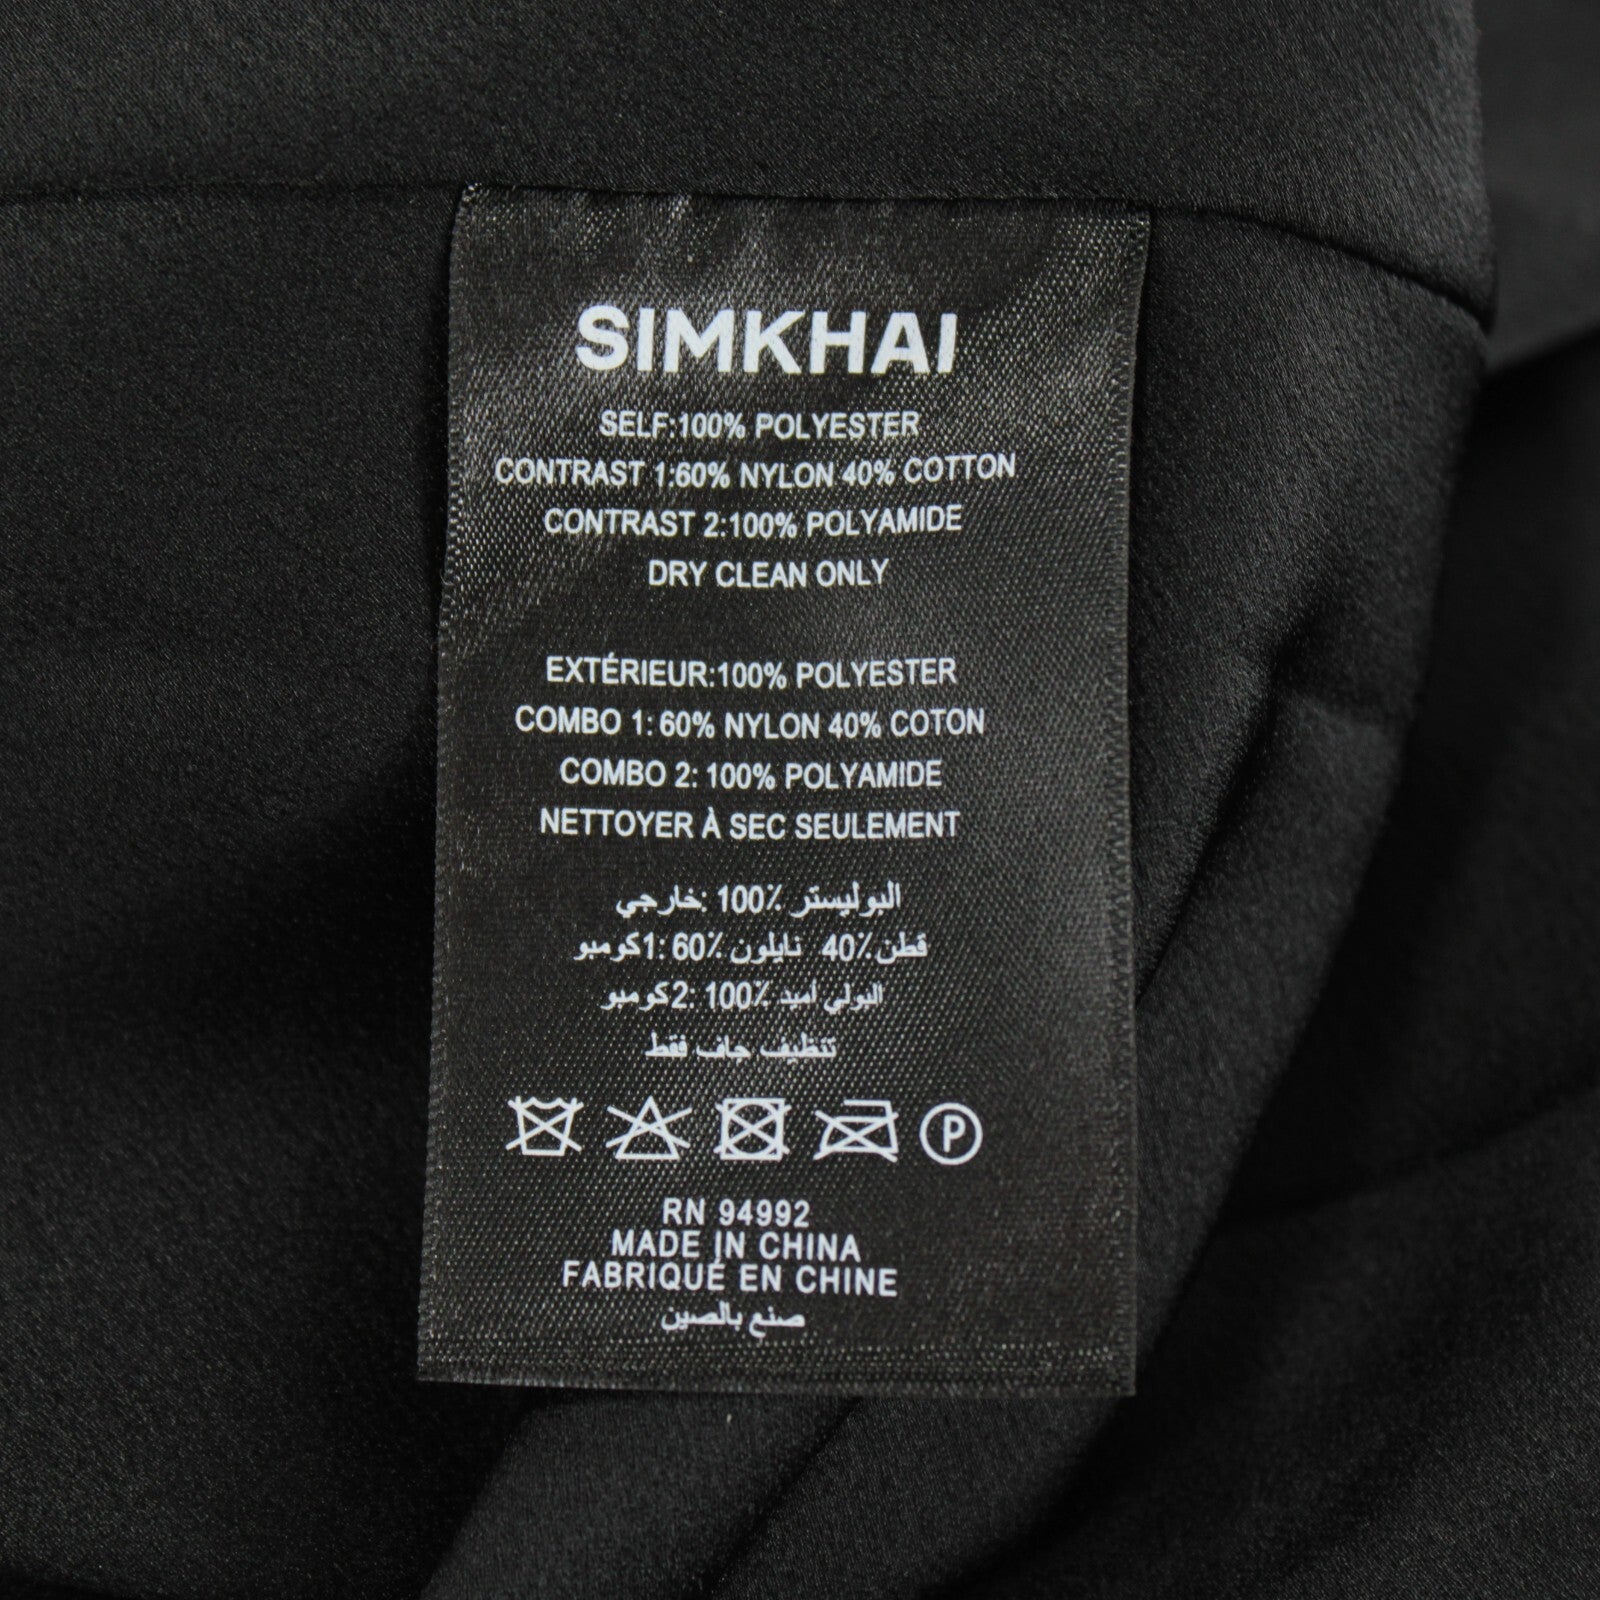 SIMKHAI
SELF:100% POLYESTER
CONTRAST 1:60% NYLON 40% COTTON
CONTRAST 2:100% POLYAMIDE
DRY CLEAN ONLY
EXTÉRIEUR:100% POLYESTER
COMBO 1: 60% NYLON 40% COTON
COMBO 2: 100% POLYAMIDE
NETTOYER À SEC SEULEMENT
البوليستر 100٪ :خارجي
قطن 40٪ نايلون 60٪ :1كومبو
البولي أميد 100٪ :2كومبو
تنظيف جاف فقط
P
RN 94992
MADE IN CHINA
FABRIQUÉ EN CHINE
صنع بالصين